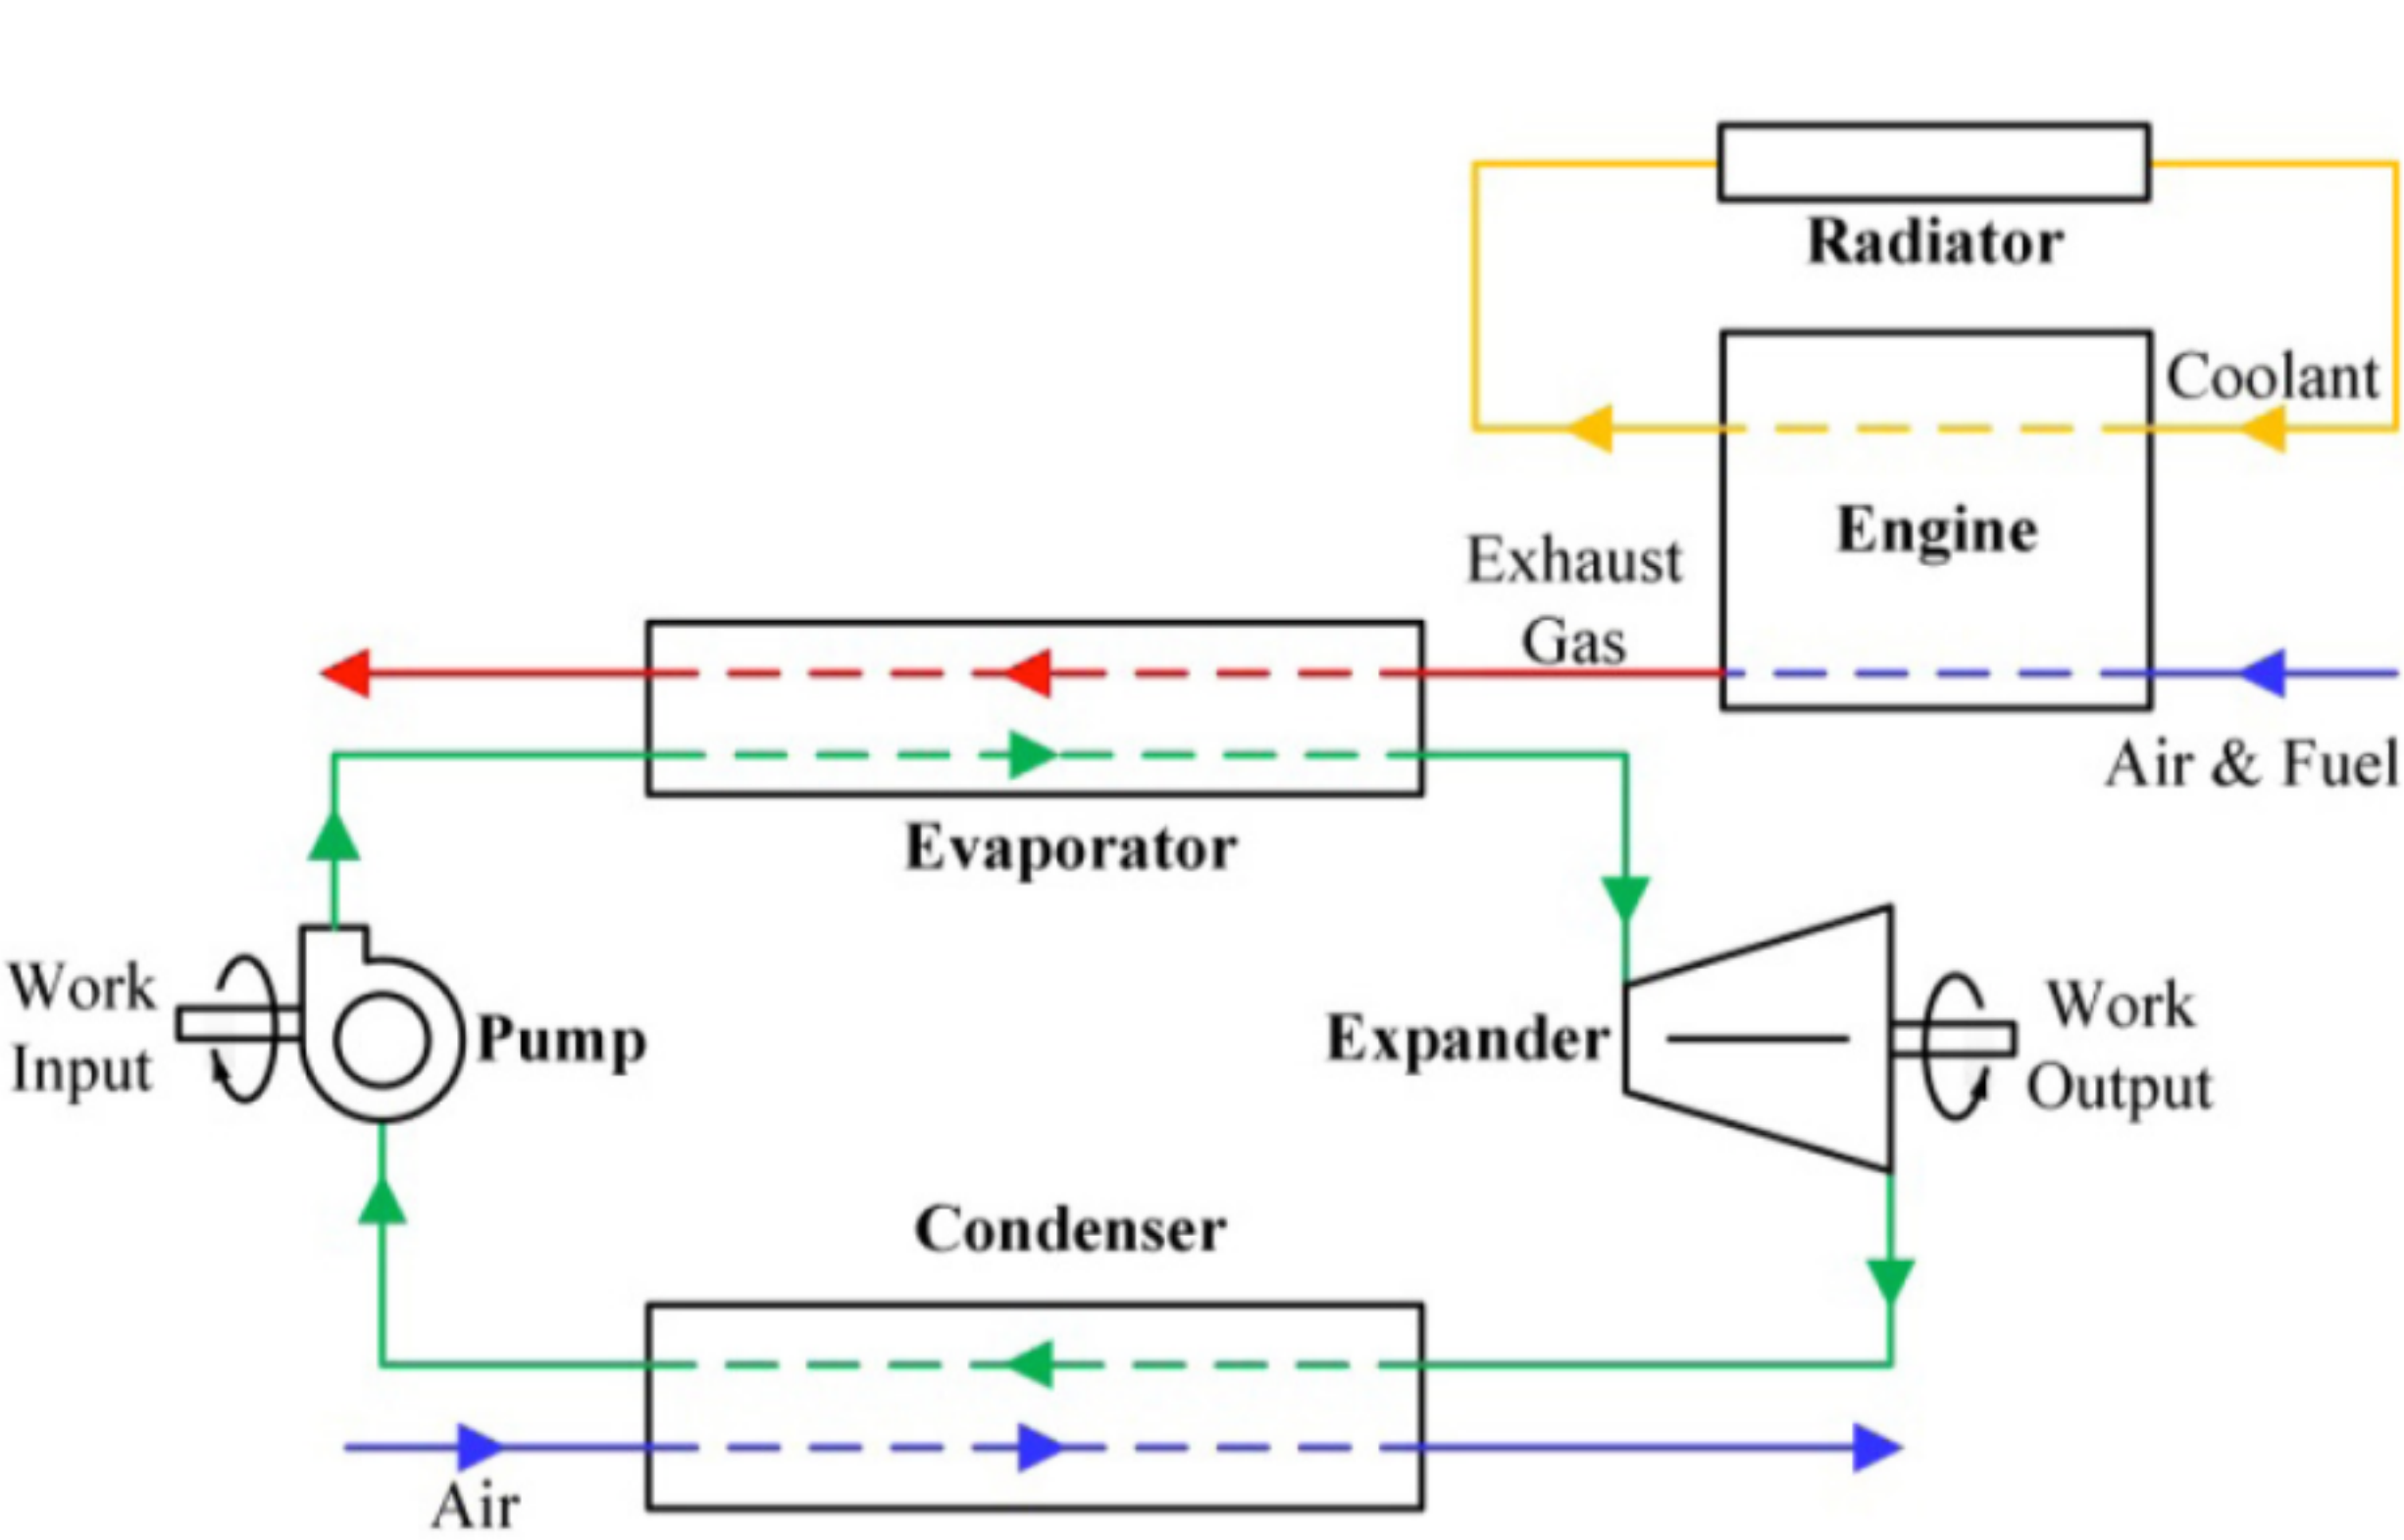 Radiator
Coolant
Engine
Exhaust
Gas
Air & Fuel
Evaporator
Work
Input
Pump
Expander
Work
Output
Condenser
Air